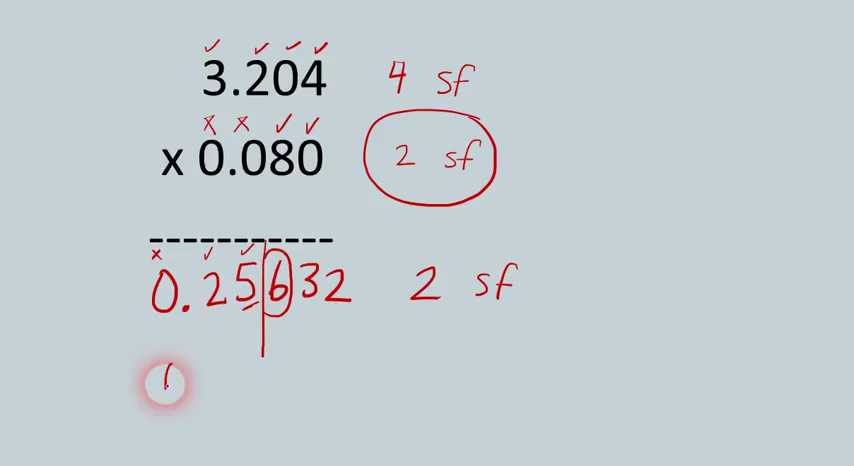 3.204 4 sf
x 0.080 2 sf
-----------
0.25632 2 sf